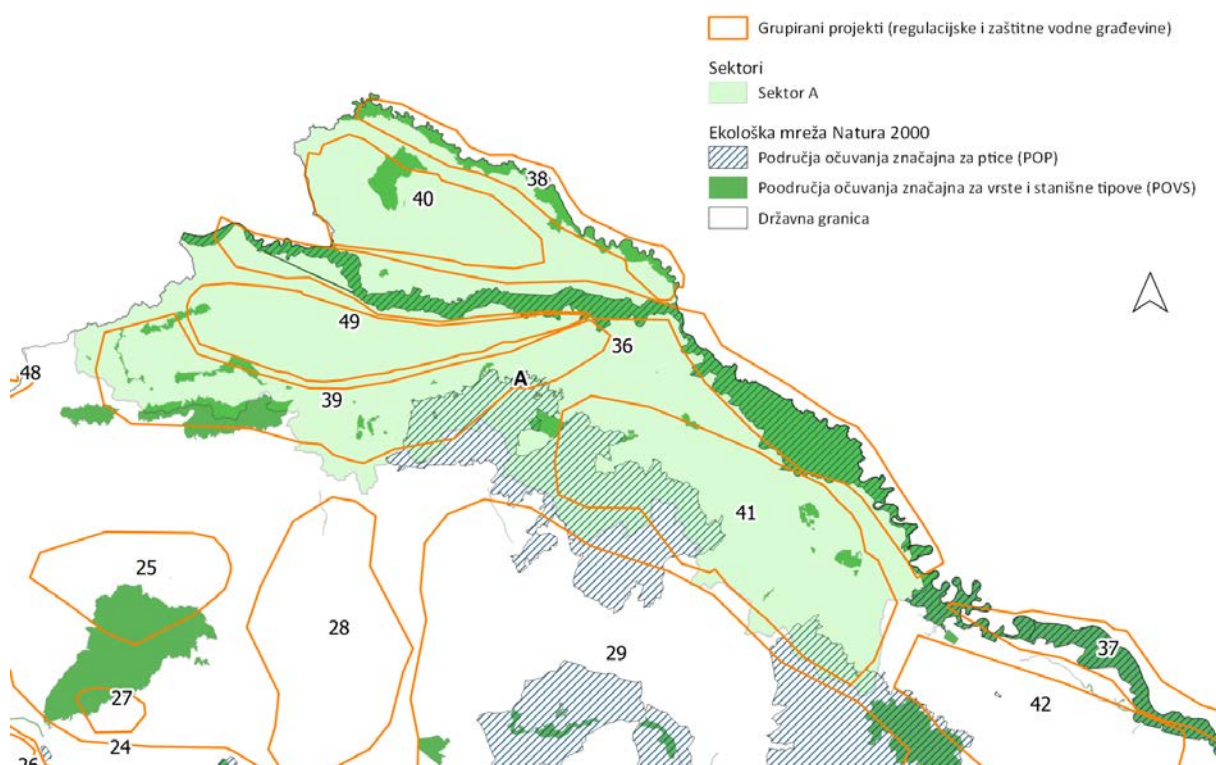 Grupirani projekti (regulacijske i zaštitne vodne građevine)
Sektori
Sektor A
Ekološka mreža Natura 2000
Područja očuvanja značajna za ptice (POP)
Poodručja očuvanja značajna za vrste i stanišne tipove (POVS)
Državna granica
38
40
49
36
48
A
39
41
25
28
29
37
27
42
24
26